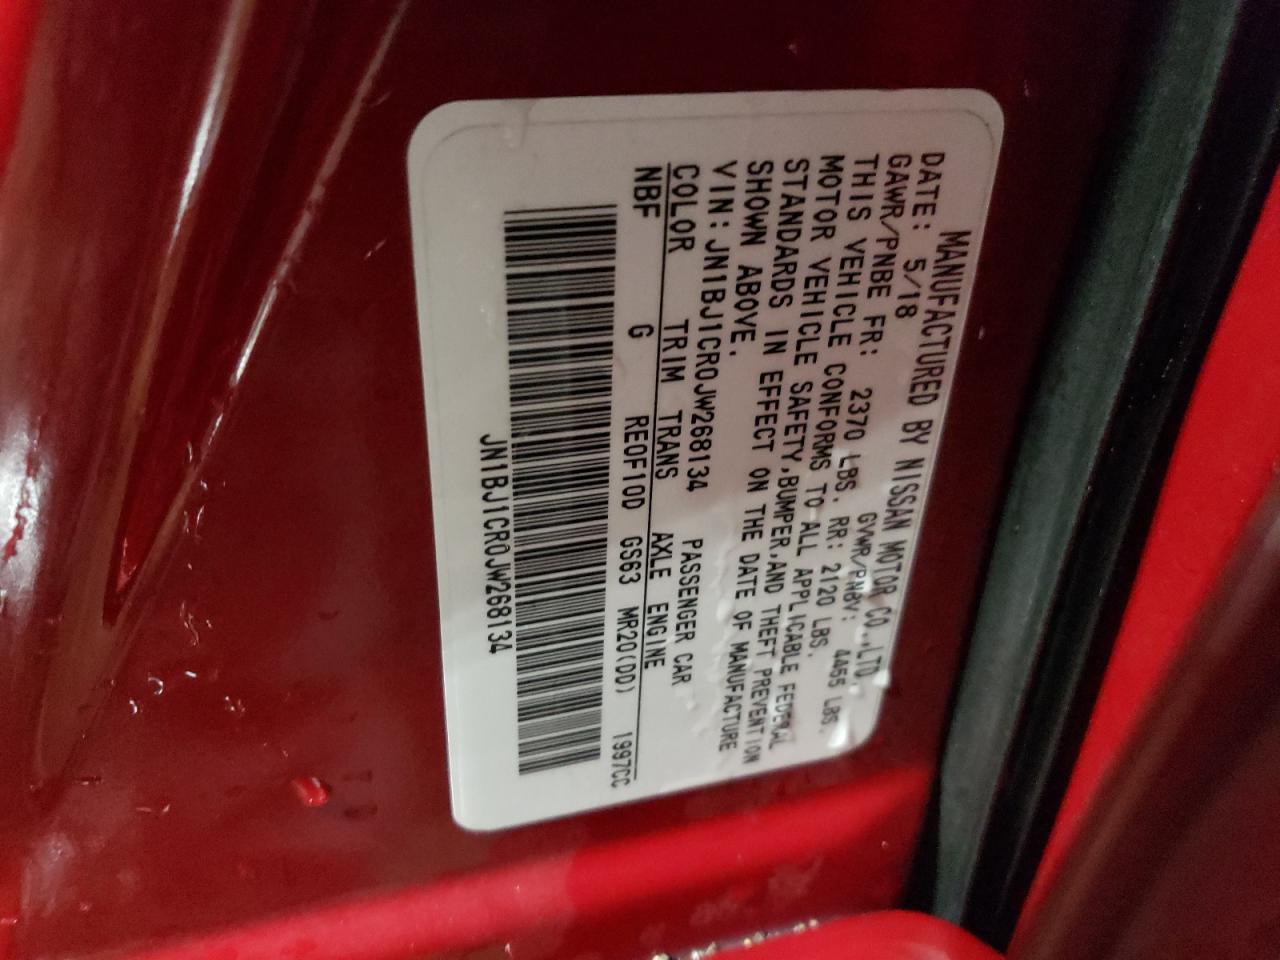 MANUFACTURED BY NISSAN MOTOR CO.,LTD.
DATE: 5/18 GVWR/PNBV: 4455 LBS.
GAWR/PNBE FR: 2370 LBS. RR: 2120 LBS.
THIS VEHICLE CONFORMS TO ALL APPLICABLE FEDERAL
MOTOR VEHICLE SAFETY,BUMPER,AND THEFT PREVENTION
STANDARDS IN EFFECT ON THE DATE OF MANUFACTURE
SHOWN ABOVE.
VIN:JN1BJ1CR0JW268134 PASSENGER CAR
COLOR TRIM TRANS AXLE ENGINE
NBF G RE0F10D GS63 MR20(DD) 1997CC
JN1BJ1CR0JW268134